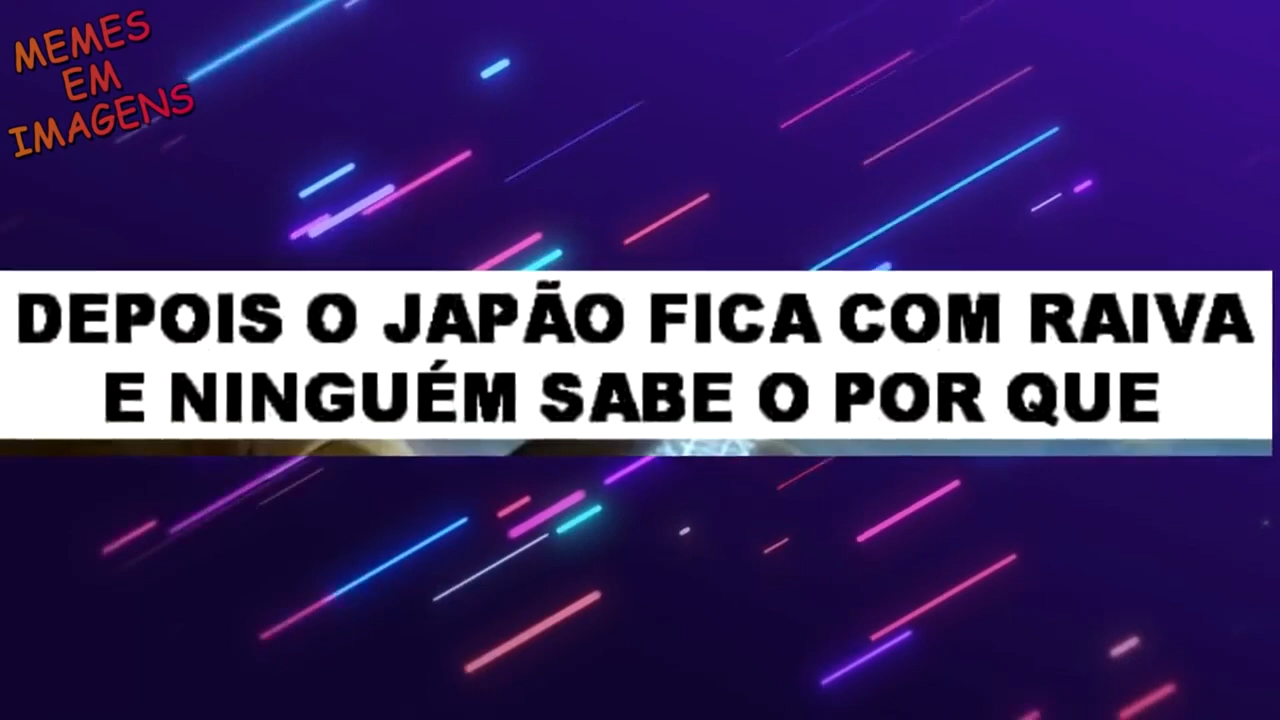 MEMES
EM
IMAGENS
DEPOIS O JAPÃO FICA COM RAIVA
E NINGUÉM SABE O POR QUE